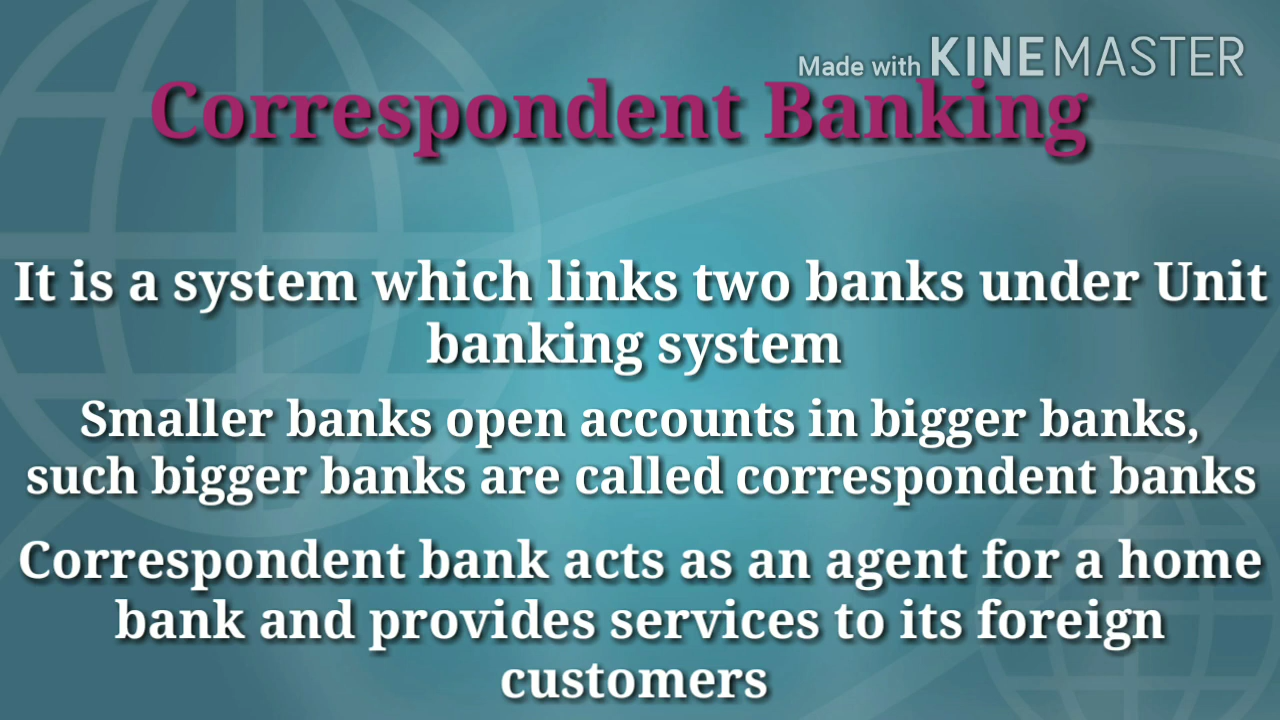 Made with KINEMASTER
Correspondent Banking
It is a system which links two banks under Unit
banking system
Smaller banks open accounts in bigger banks,
such bigger banks are called correspondent banks
Correspondent bank acts as an agent for a home
bank and provides services to its foreign
customers